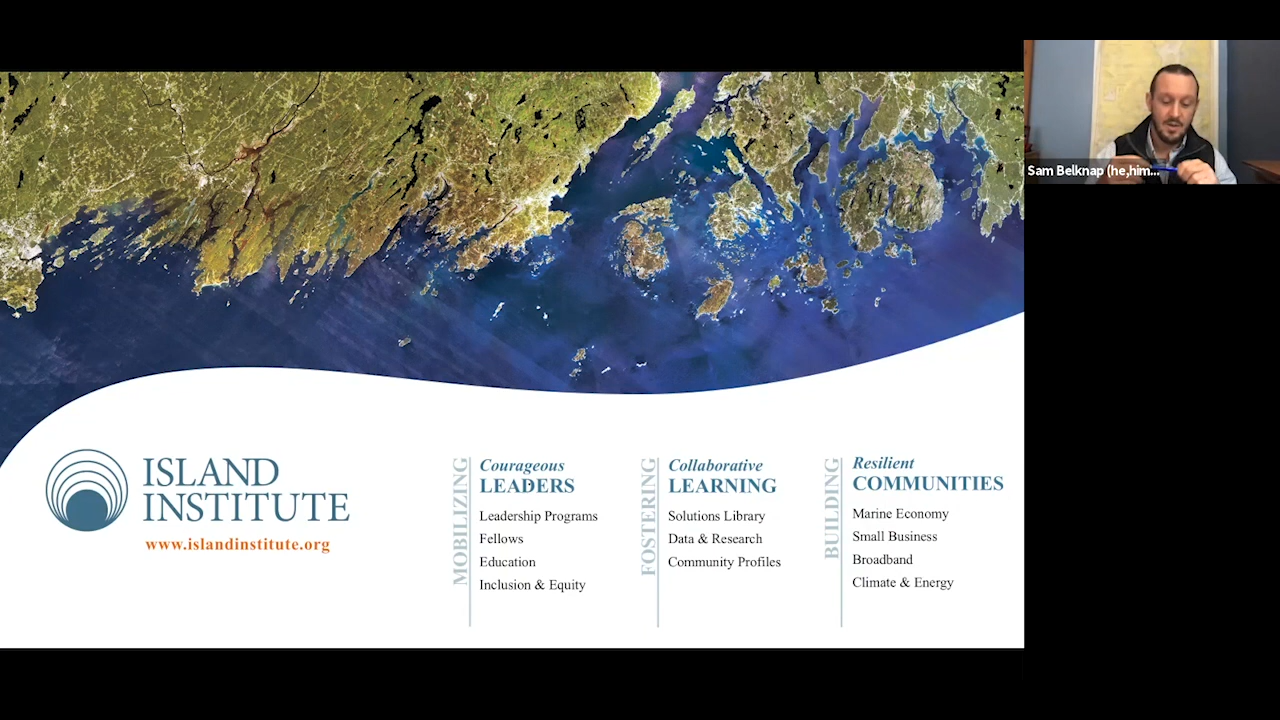 Sam Belknap (he,him...
ISLAND
INSTITUTE
www.islandinstitute.org
MOBILIZING
Courageous
LEADERS
Leadership Programs
Fellows
Education
Inclusion & Equity
FOSTERING
Collaborative
LEARNING
Solutions Library
Data & Research
Community Profiles
BUILDING
Resilient
COMMUNITIES
Marine Economy
Small Business
Broadband
Climate & Energy